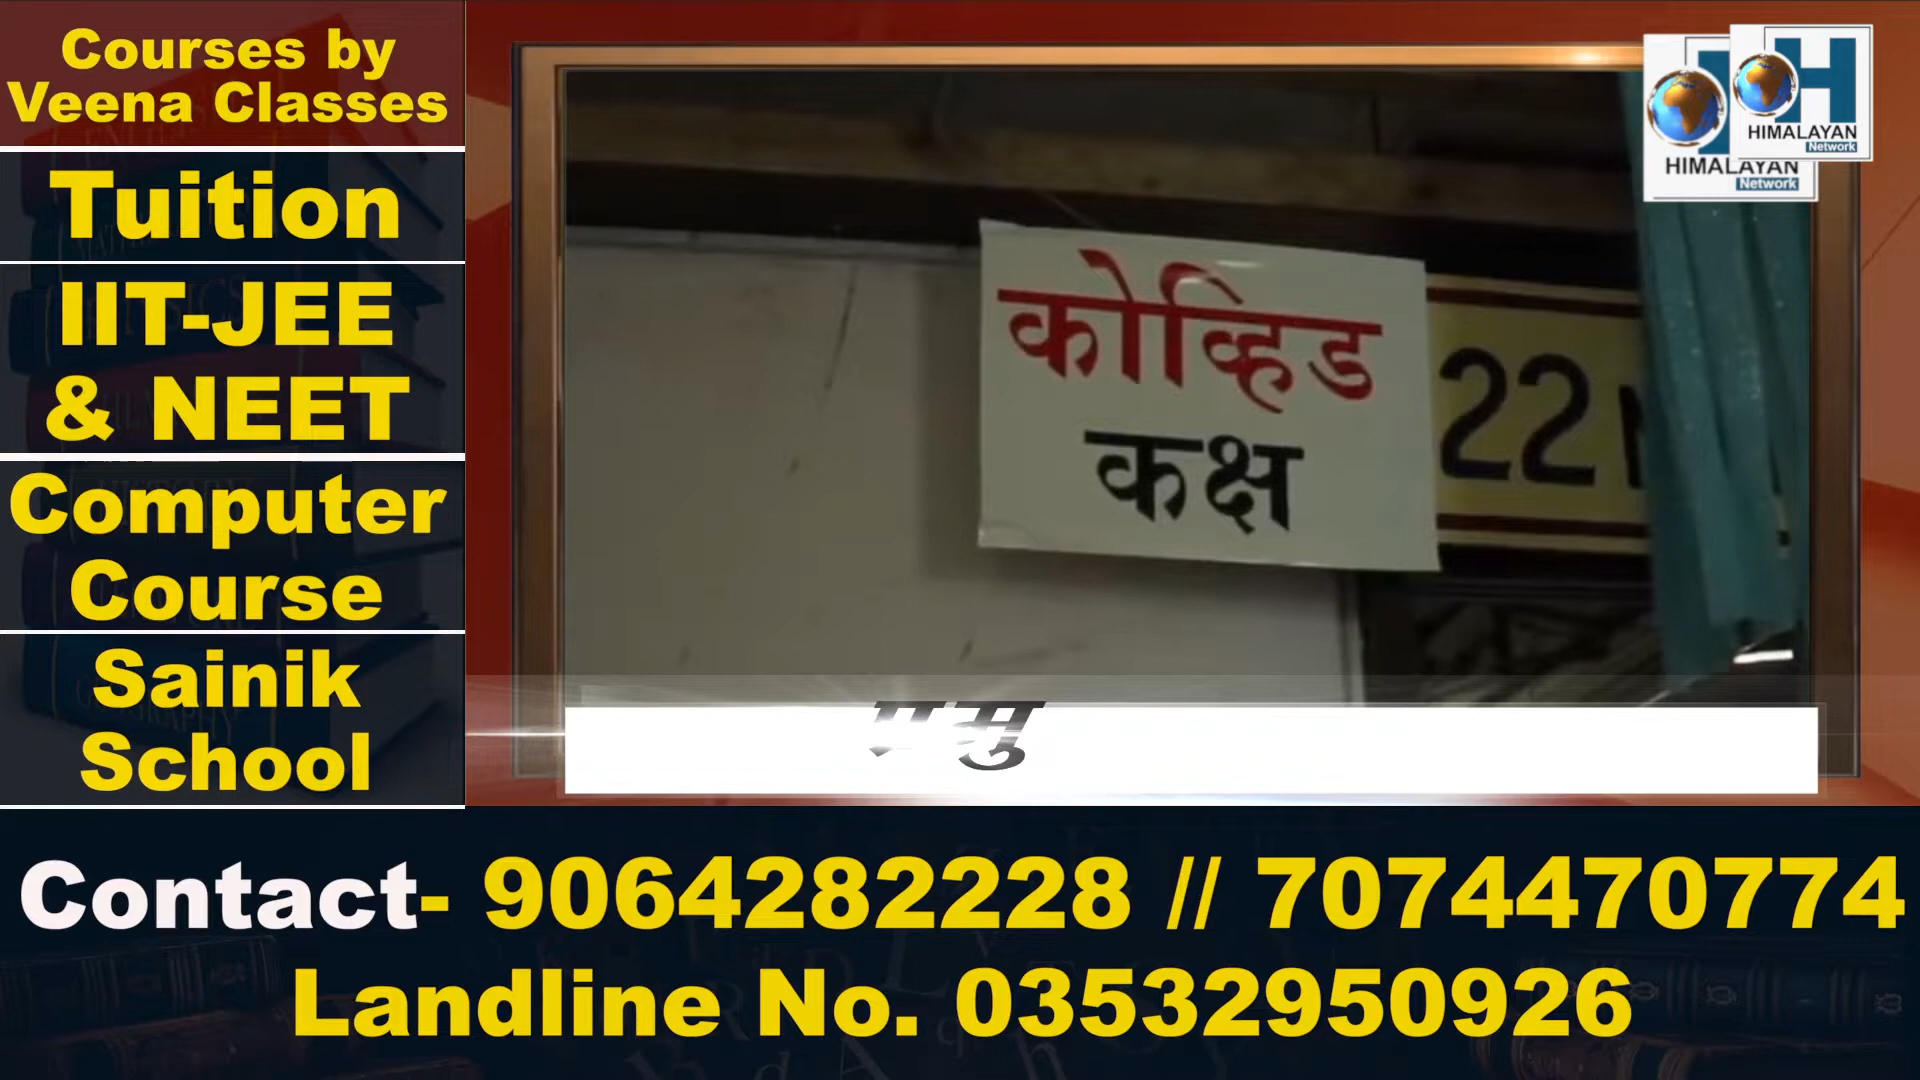 Courses by
Veena Classes
Tuition
IIT-JEE
& NEET
Computer
Course
Sainik
School
HIMALAYAN
Network
HIMALAYAN
Network
कोव्हिड
कक्ष
22
Contact- 9064282228 // 7074470774
Landline No. 03532950926